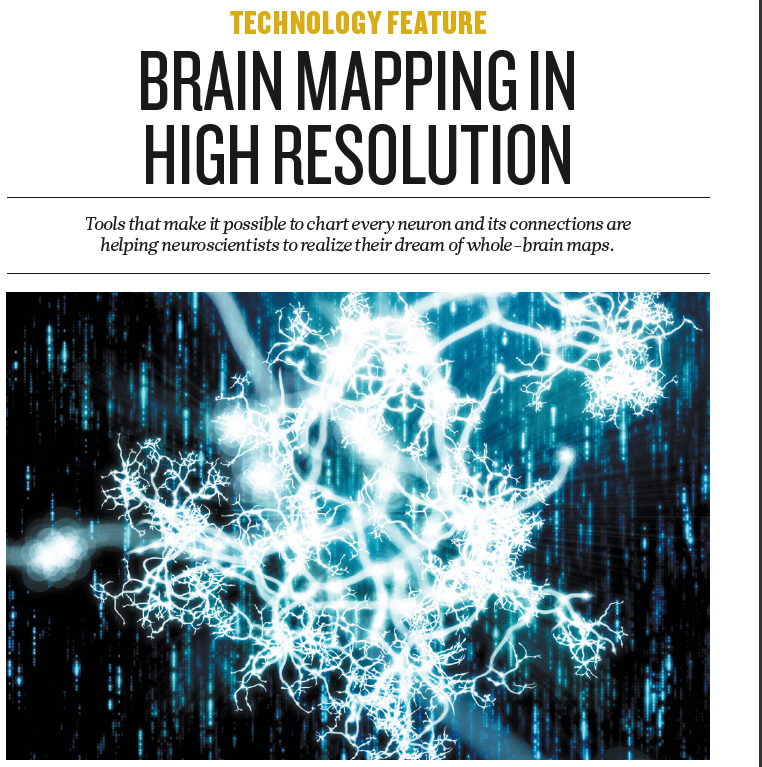 TECHNOLOGY FEATURE
BRAIN MAPPING IN
HIGH RESOLUTION
Tools that make it possible to chart every neuron and its connections are
helping neuroscientists to realize their dream of whole-brain maps.